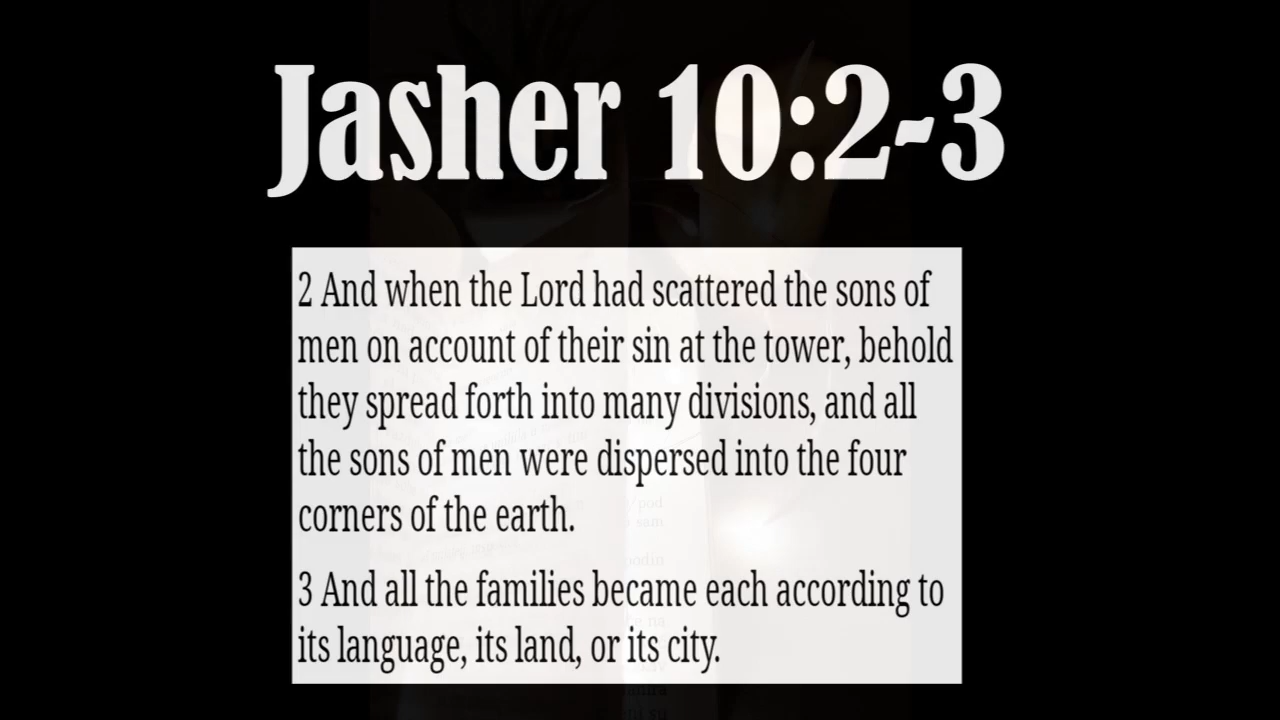 Jasher 10:2-3
2 And when the Lord had scattered the sons of
men on account of their sin at the tower, behold
they spread forth into many divisions, and all
the sons of men were dispersed into the four
corners of the earth.
3 And all the families became each according to
its language, its land, or its city.